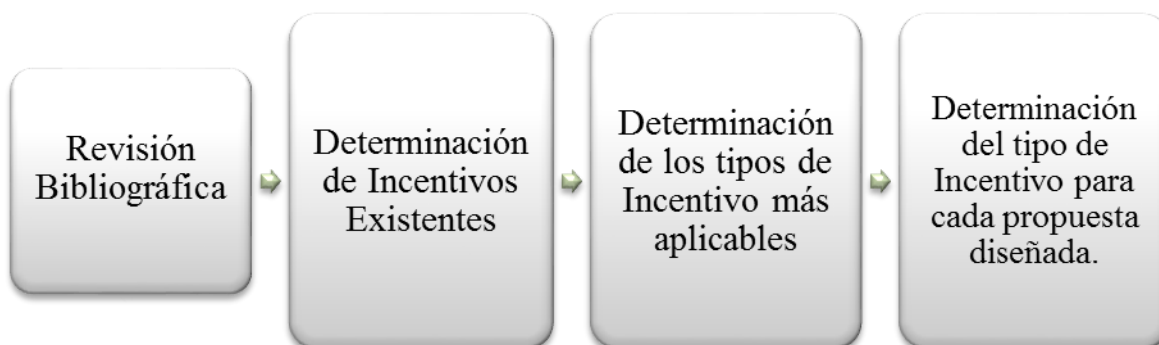 Revisión
Bibliográfica
Determinación
de Incentivos
Existentes
Determinación
de los tipos de
Incentivo más
aplicables
Determinación
del tipo de
Incentivo para
cada propuesta
diseñada.